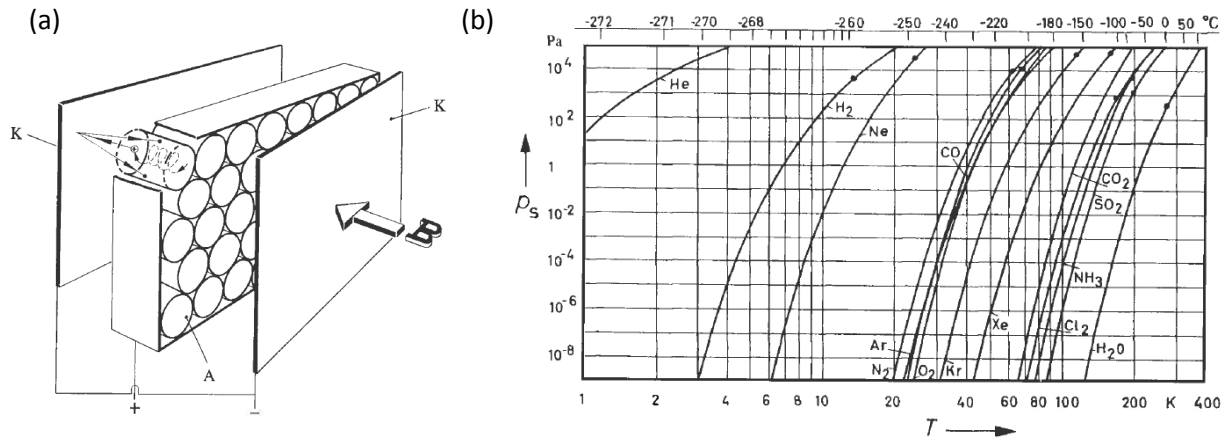 (a)
K
K
A
B
+
−
(b)
-272 -271 -270 -268 -260 -250 -240 -220 -180 -150 -100 -50 0 50 °C
Pa
10⁴
10²
1
10⁻²
10⁻⁴
10⁻⁶
10⁻⁸
pₛ
He
H₂
Ne
CO
CO₂
SO₂
NH₃
Xe
Cl₂
H₂O
Ar
N₂
O₂
Kr
1 2 4 6 8 10 20 40 60 80 100 200 K 400
T